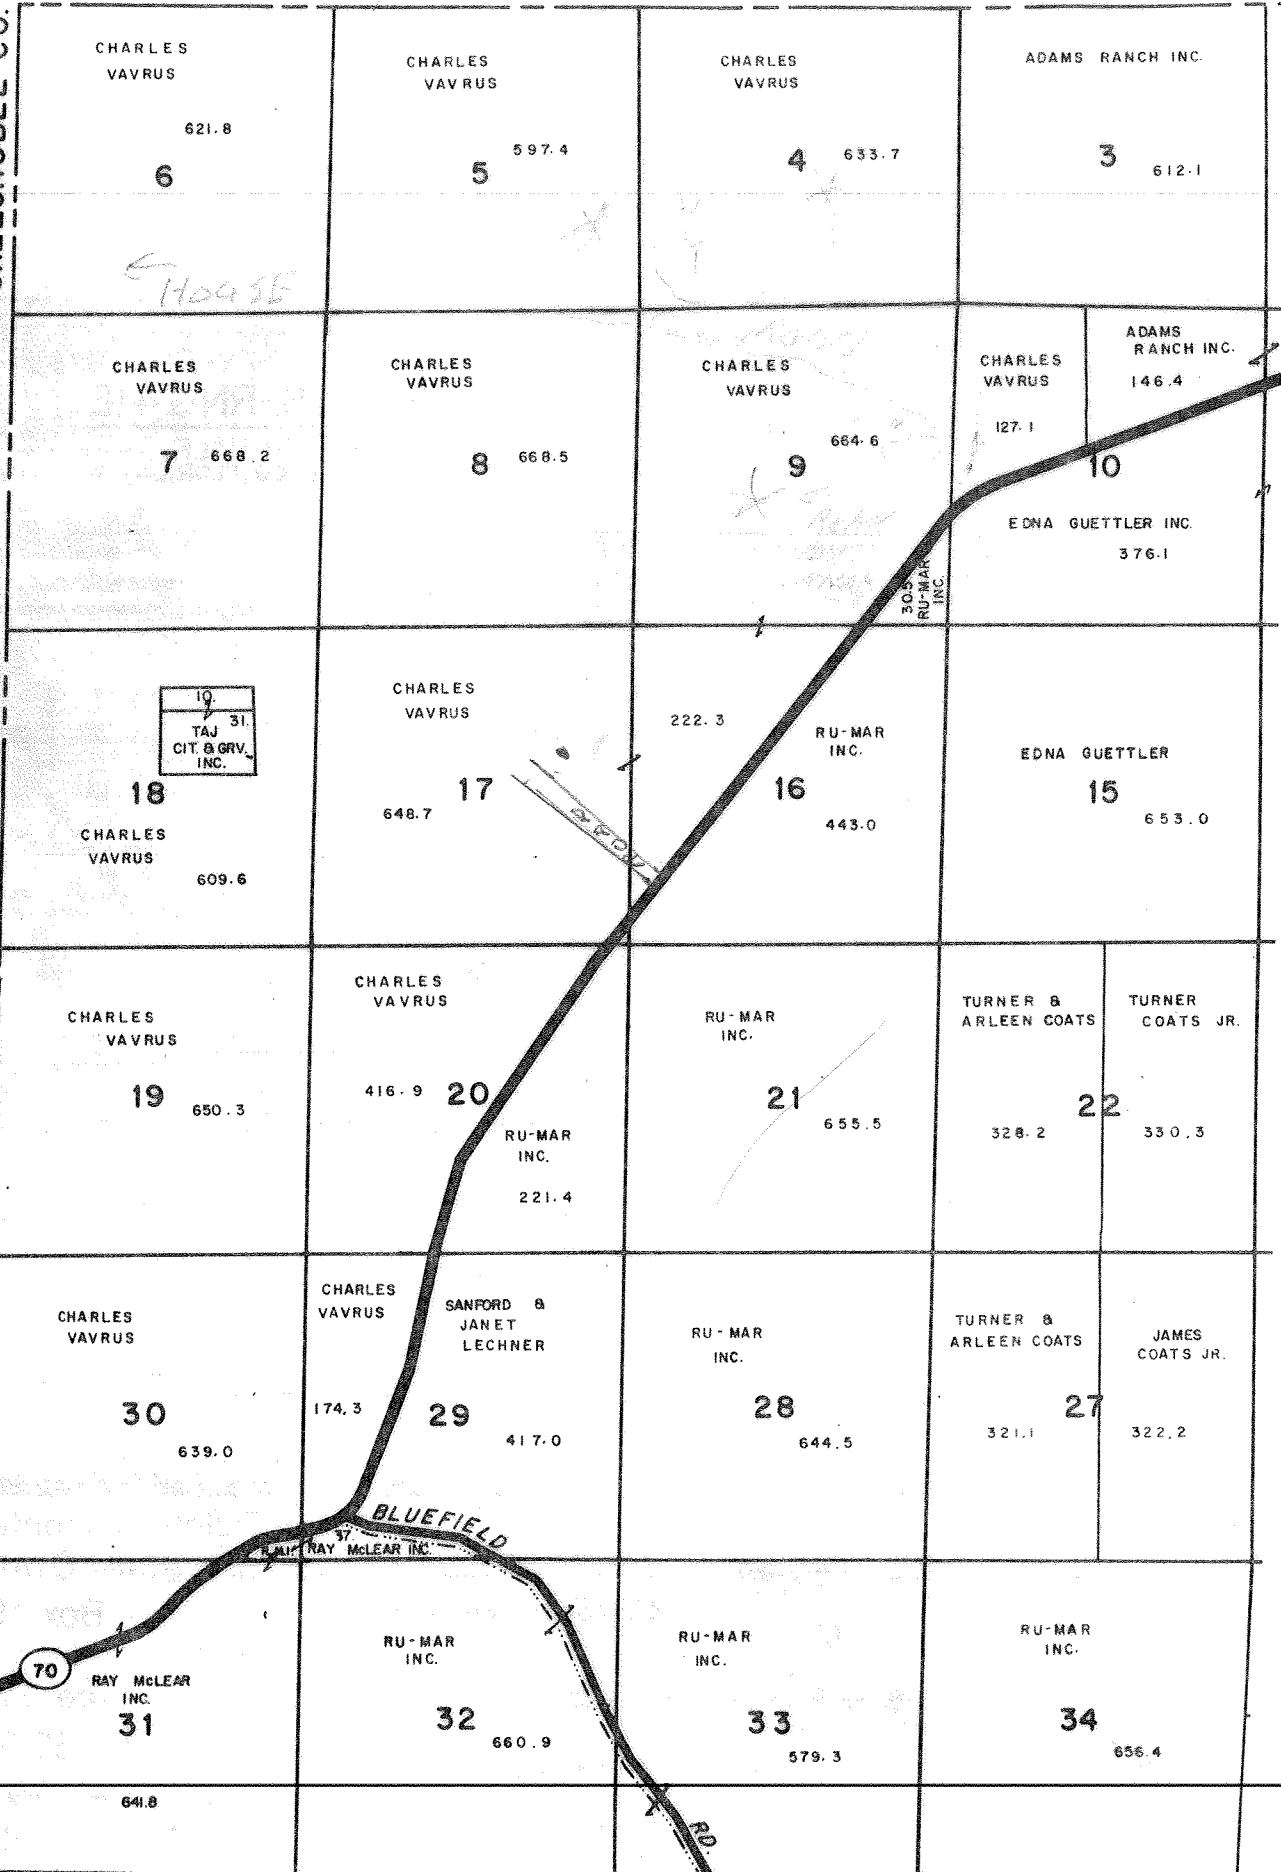 CHARLES
VAVRUS
621.8
6
CHARLES
VAVRUS
597.4
5
CHARLES
VAVRUS
4 633.7
ADAMS RANCH INC.
3
612.1
HOUSE
CHARLES
VAVRUS
7 668.2
CHARLES
VAVRUS
8 668.5
CHARLES
VAVRUS
664.6
9
CHARLES
VAVRUS
127.1
ADAMS
RANCH INC.
146.4
10
EDNA GUETTLER INC.
376.1
30.5
RU-MAR
INC.
10.
31.
TAJ
CIT. & GRV.
INC.
18
CHARLES
VAVRUS
609.6
CHARLES
VAVRUS
17
648.7
222.3
RU-MAR
INC.
16
443.0
EDNA GUETTLER
15
653.0
CHARLES
VAVRUS
19 650.3
CHARLES
VAVRUS
416.9 20
RU-MAR
INC.
221.4
RU-MAR
INC.
21
655.5
TURNER &
ARLEEN COATS
328.2
22
TURNER
COATS JR.
330.3
CHARLES
VAVRUS
30
639.0
CHARLES
VAVRUS
174.3
SANFORD &
JANET
LECHNER
29
417.0
RU-MAR
INC.
28
644.5
TURNER &
ARLEEN COATS
321.1
27
JAMES
COATS JR.
322.2
BLUEFIELD
37.
RAY McLEAR INC.
70
RAY McLEAR
INC.
31
641.8
RU-MAR
INC.
32
660.9
RU-MAR
INC.
33
579.3
RU-MAR
INC.
34
656.4
RD.